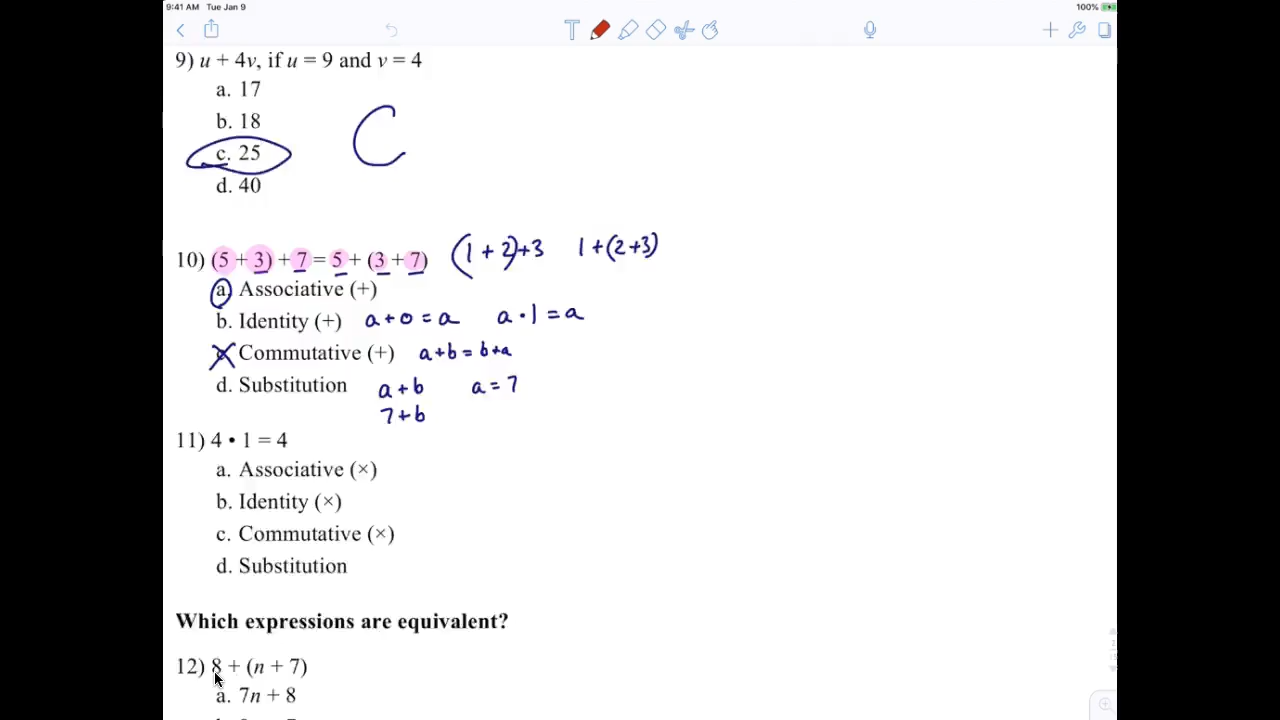 9:41 AM Tue Jan 9 100%
T
9) u + 4v, if u = 9 and v = 4
a. 17
b. 18
c. 25
C
d. 40
10) (5 + 3) + 7 = 5 + (3 + 7) (1 + 2)+3 1+(2+3)
a. Associative (+)
b. Identity (+) a + 0 = a a · 1 = a
Commutative (+) a+b = b+a
d. Substitution a + b a = 7
7 + b
11) 4 • 1 = 4
a. Associative (×)
b. Identity (×)
c. Commutative (×)
d. Substitution
Which expressions are equivalent?
12) 8 + (n + 7)
a. 7n + 8